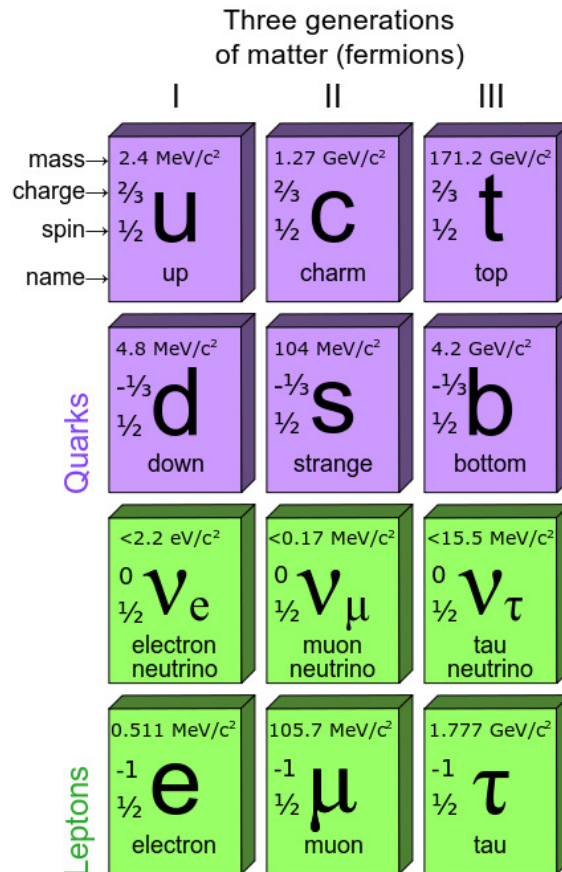 Three generations
of matter (fermions)
I II III
mass→ 2.4 MeV/c² 1.27 GeV/c² 171.2 GeV/c²
charge→ ⅔ ⅔ ⅔
u c t
spin→ ½ ½ ½
name→ up charm top
Quarks
4.8 MeV/c² 104 MeV/c² 4.2 GeV/c²
-⅓ -⅓ -⅓
d s b
½ ½ ½
down strange bottom
<2.2 eV/c² <0.17 MeV/c² <15.5 MeV/c²
0 0 0
νe νμ ντ
½ ½ ½
electron muon tau
neutrino neutrino neutrino
Leptons
0.511 MeV/c² 105.7 MeV/c² 1.777 GeV/c²
-1 -1 -1
e μ τ
½ ½ ½
electron muon tau